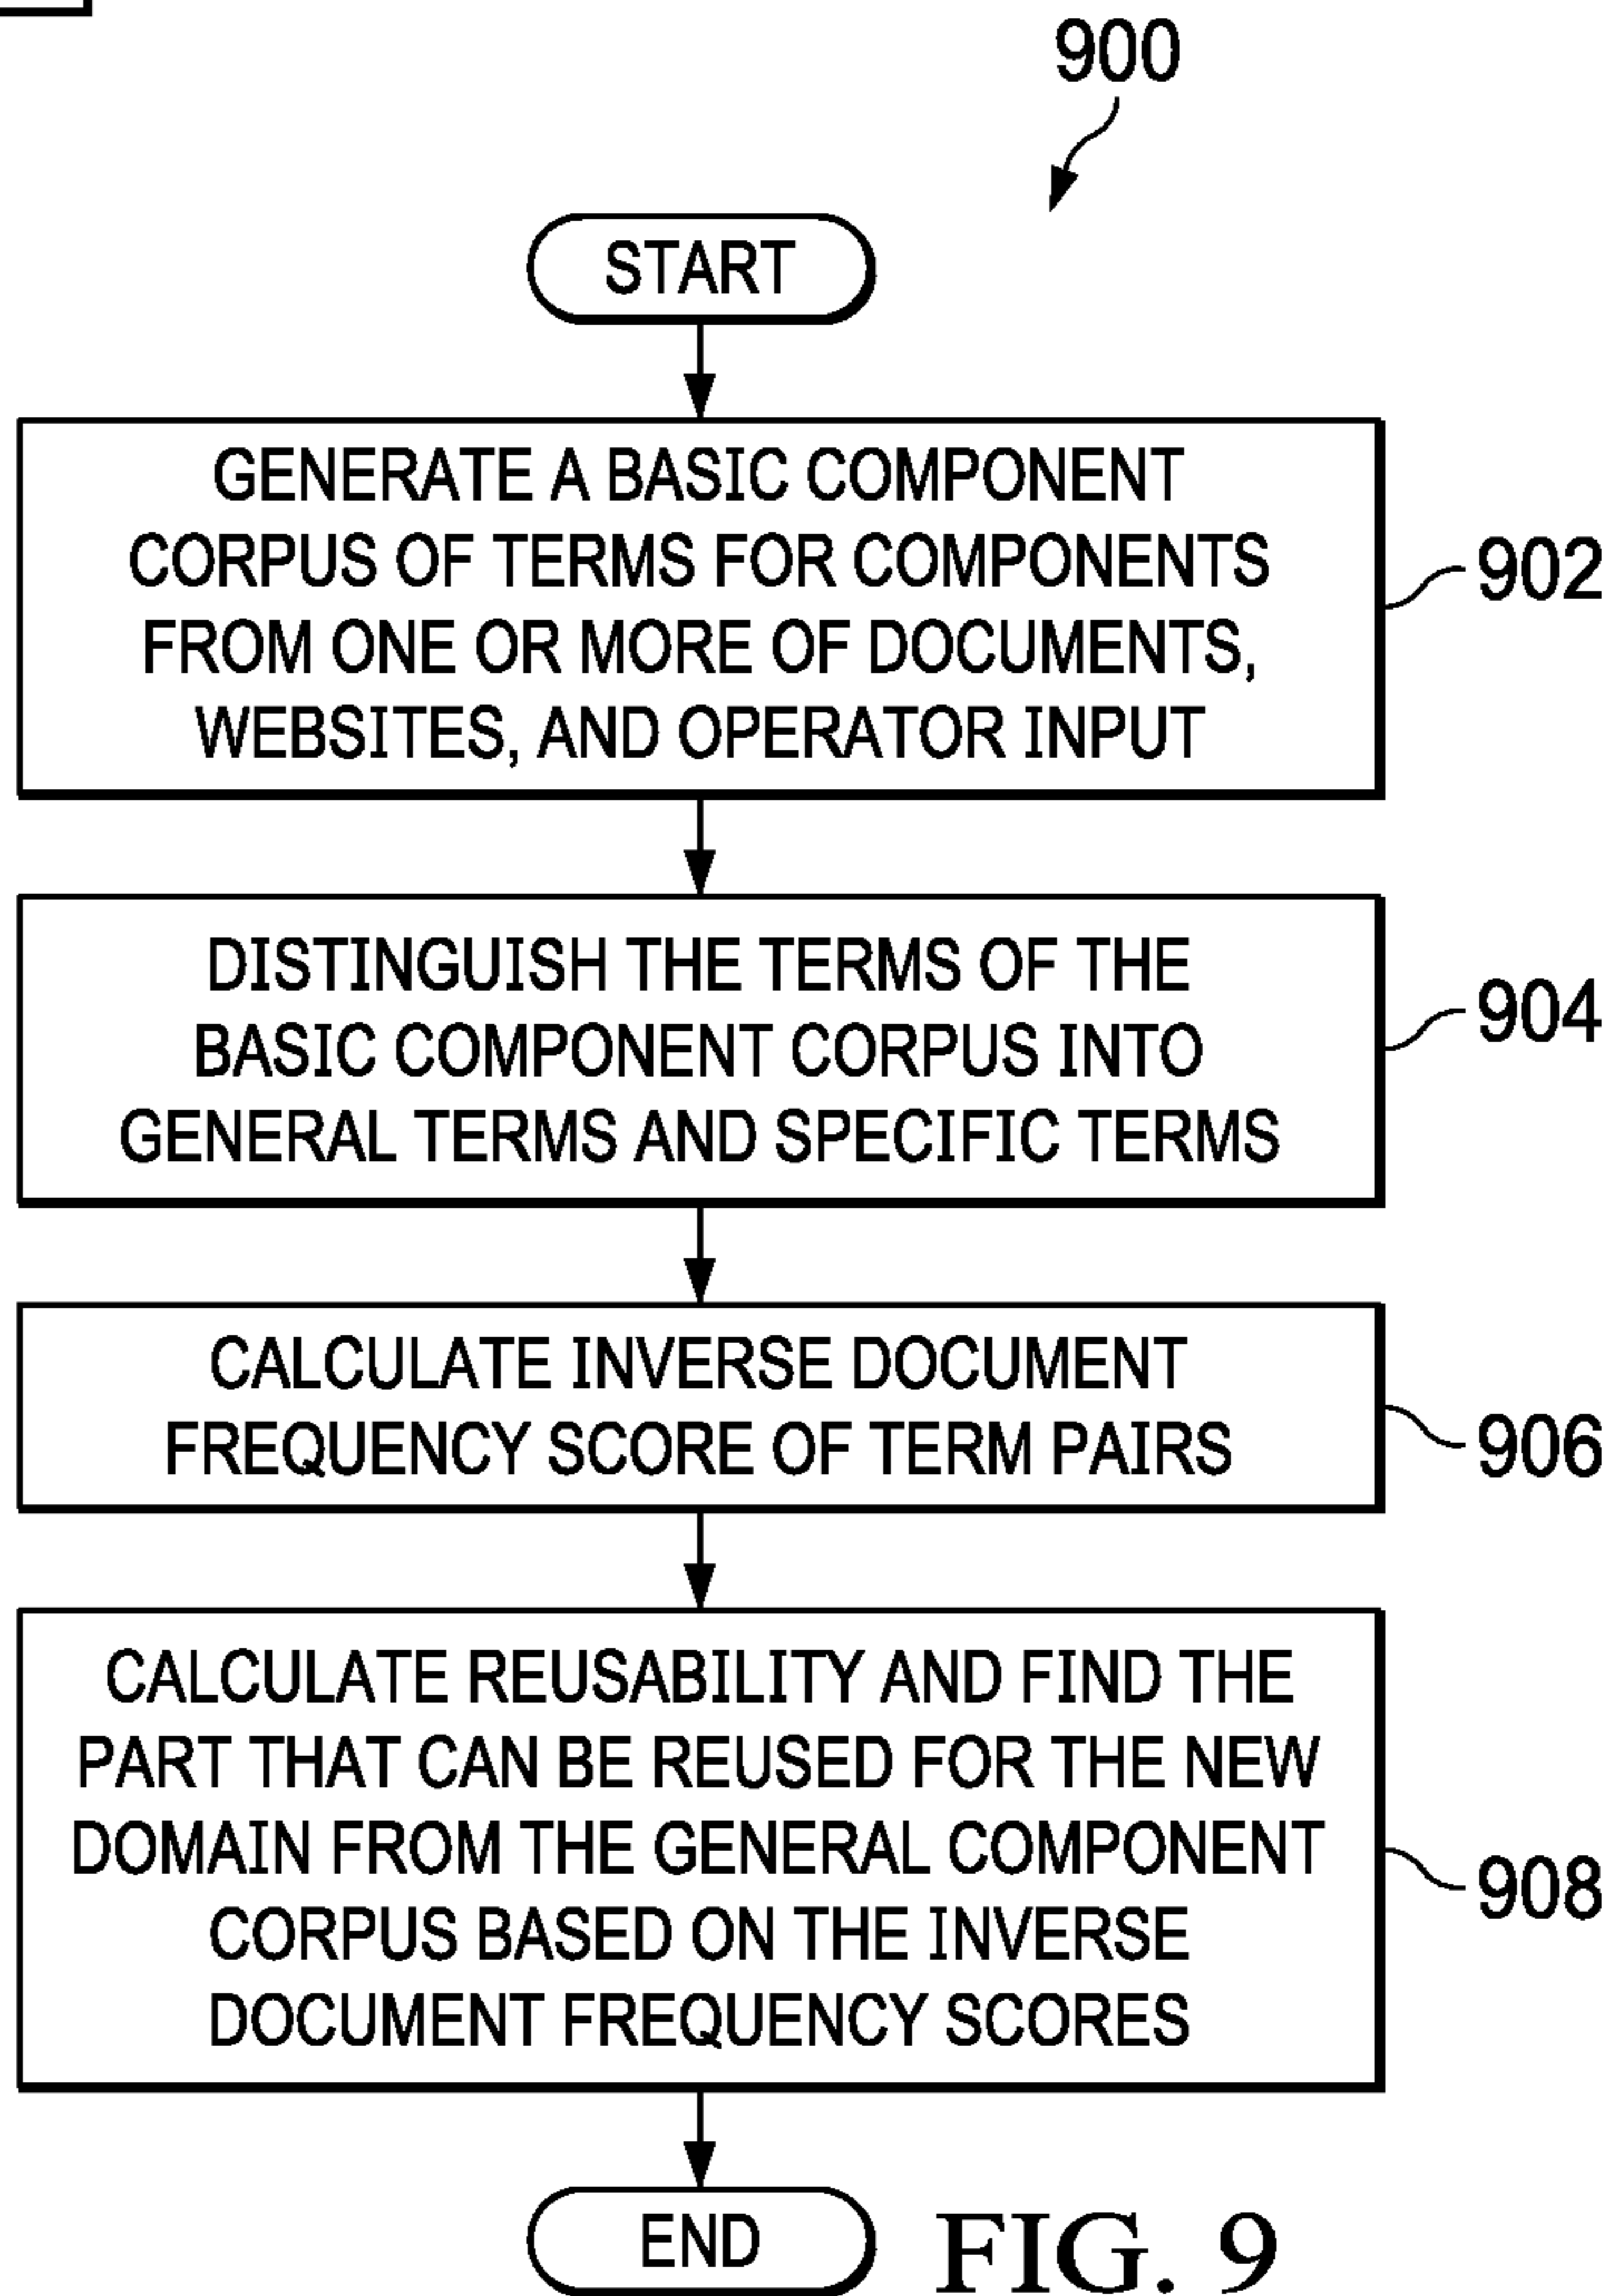 900
START
GENERATE A BASIC COMPONENT
CORPUS OF TERMS FOR COMPONENTS
FROM ONE OR MORE OF DOCUMENTS,
WEBSITES, AND OPERATOR INPUT
902
DISTINGUISH THE TERMS OF THE
BASIC COMPONENT CORPUS INTO
GENERAL TERMS AND SPECIFIC TERMS
904
CALCULATE INVERSE DOCUMENT
FREQUENCY SCORE OF TERM PAIRS
906
CALCULATE REUSABILITY AND FIND THE
PART THAT CAN BE REUSED FOR THE NEW
DOMAIN FROM THE GENERAL COMPONENT
CORPUS BASED ON THE INVERSE
DOCUMENT FREQUENCY SCORES
908
END
FIG. 9